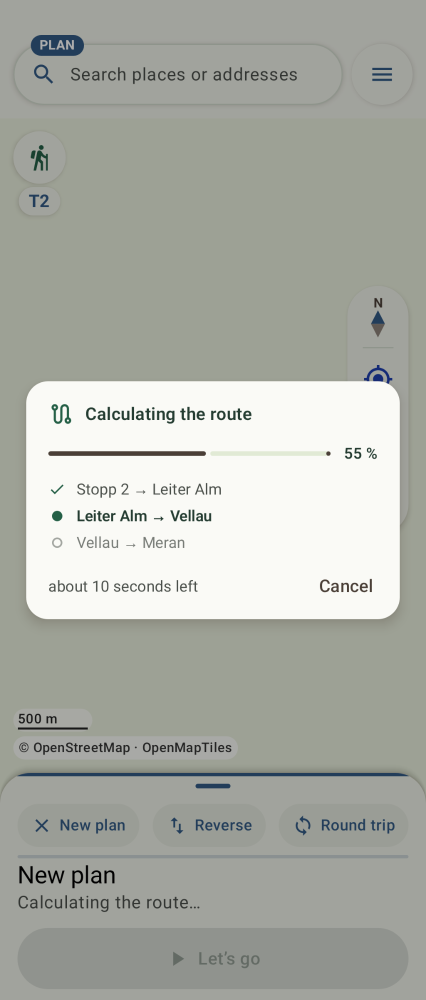 PLAN
Search places or addresses
T2
N
Calculating the route
55 %
Stopp 2 → Leiter Alm
Leiter Alm → Vellau
Vellau → Meran
about 10 seconds left
Cancel
500 m
© OpenStreetMap · OpenMapTiles
New plan
Reverse
Round trip
New plan
Calculating the route…
Let's go